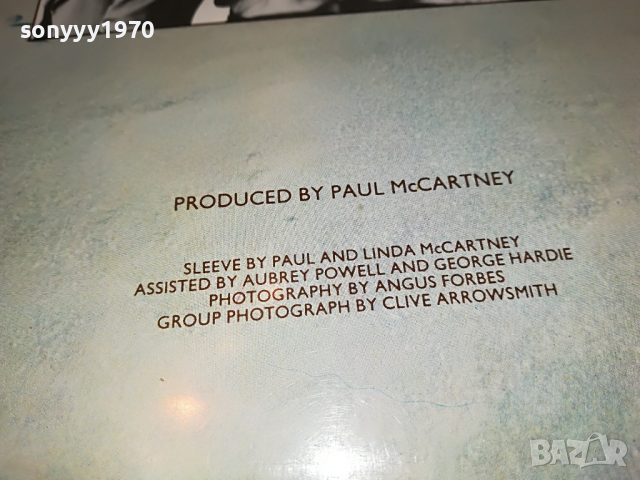 sonyyy1970
PRODUCED BY PAUL McCARTNEY
SLEEVE BY PAUL AND LINDA McCARTNEY
ASSISTED BY AUBREY POWELL AND GEORGE HARDIE
PHOTOGRAPHY BY ANGUS FORBES
GROUP PHOTOGRAPH BY CLIVE ARROWSMITH
BAZAR